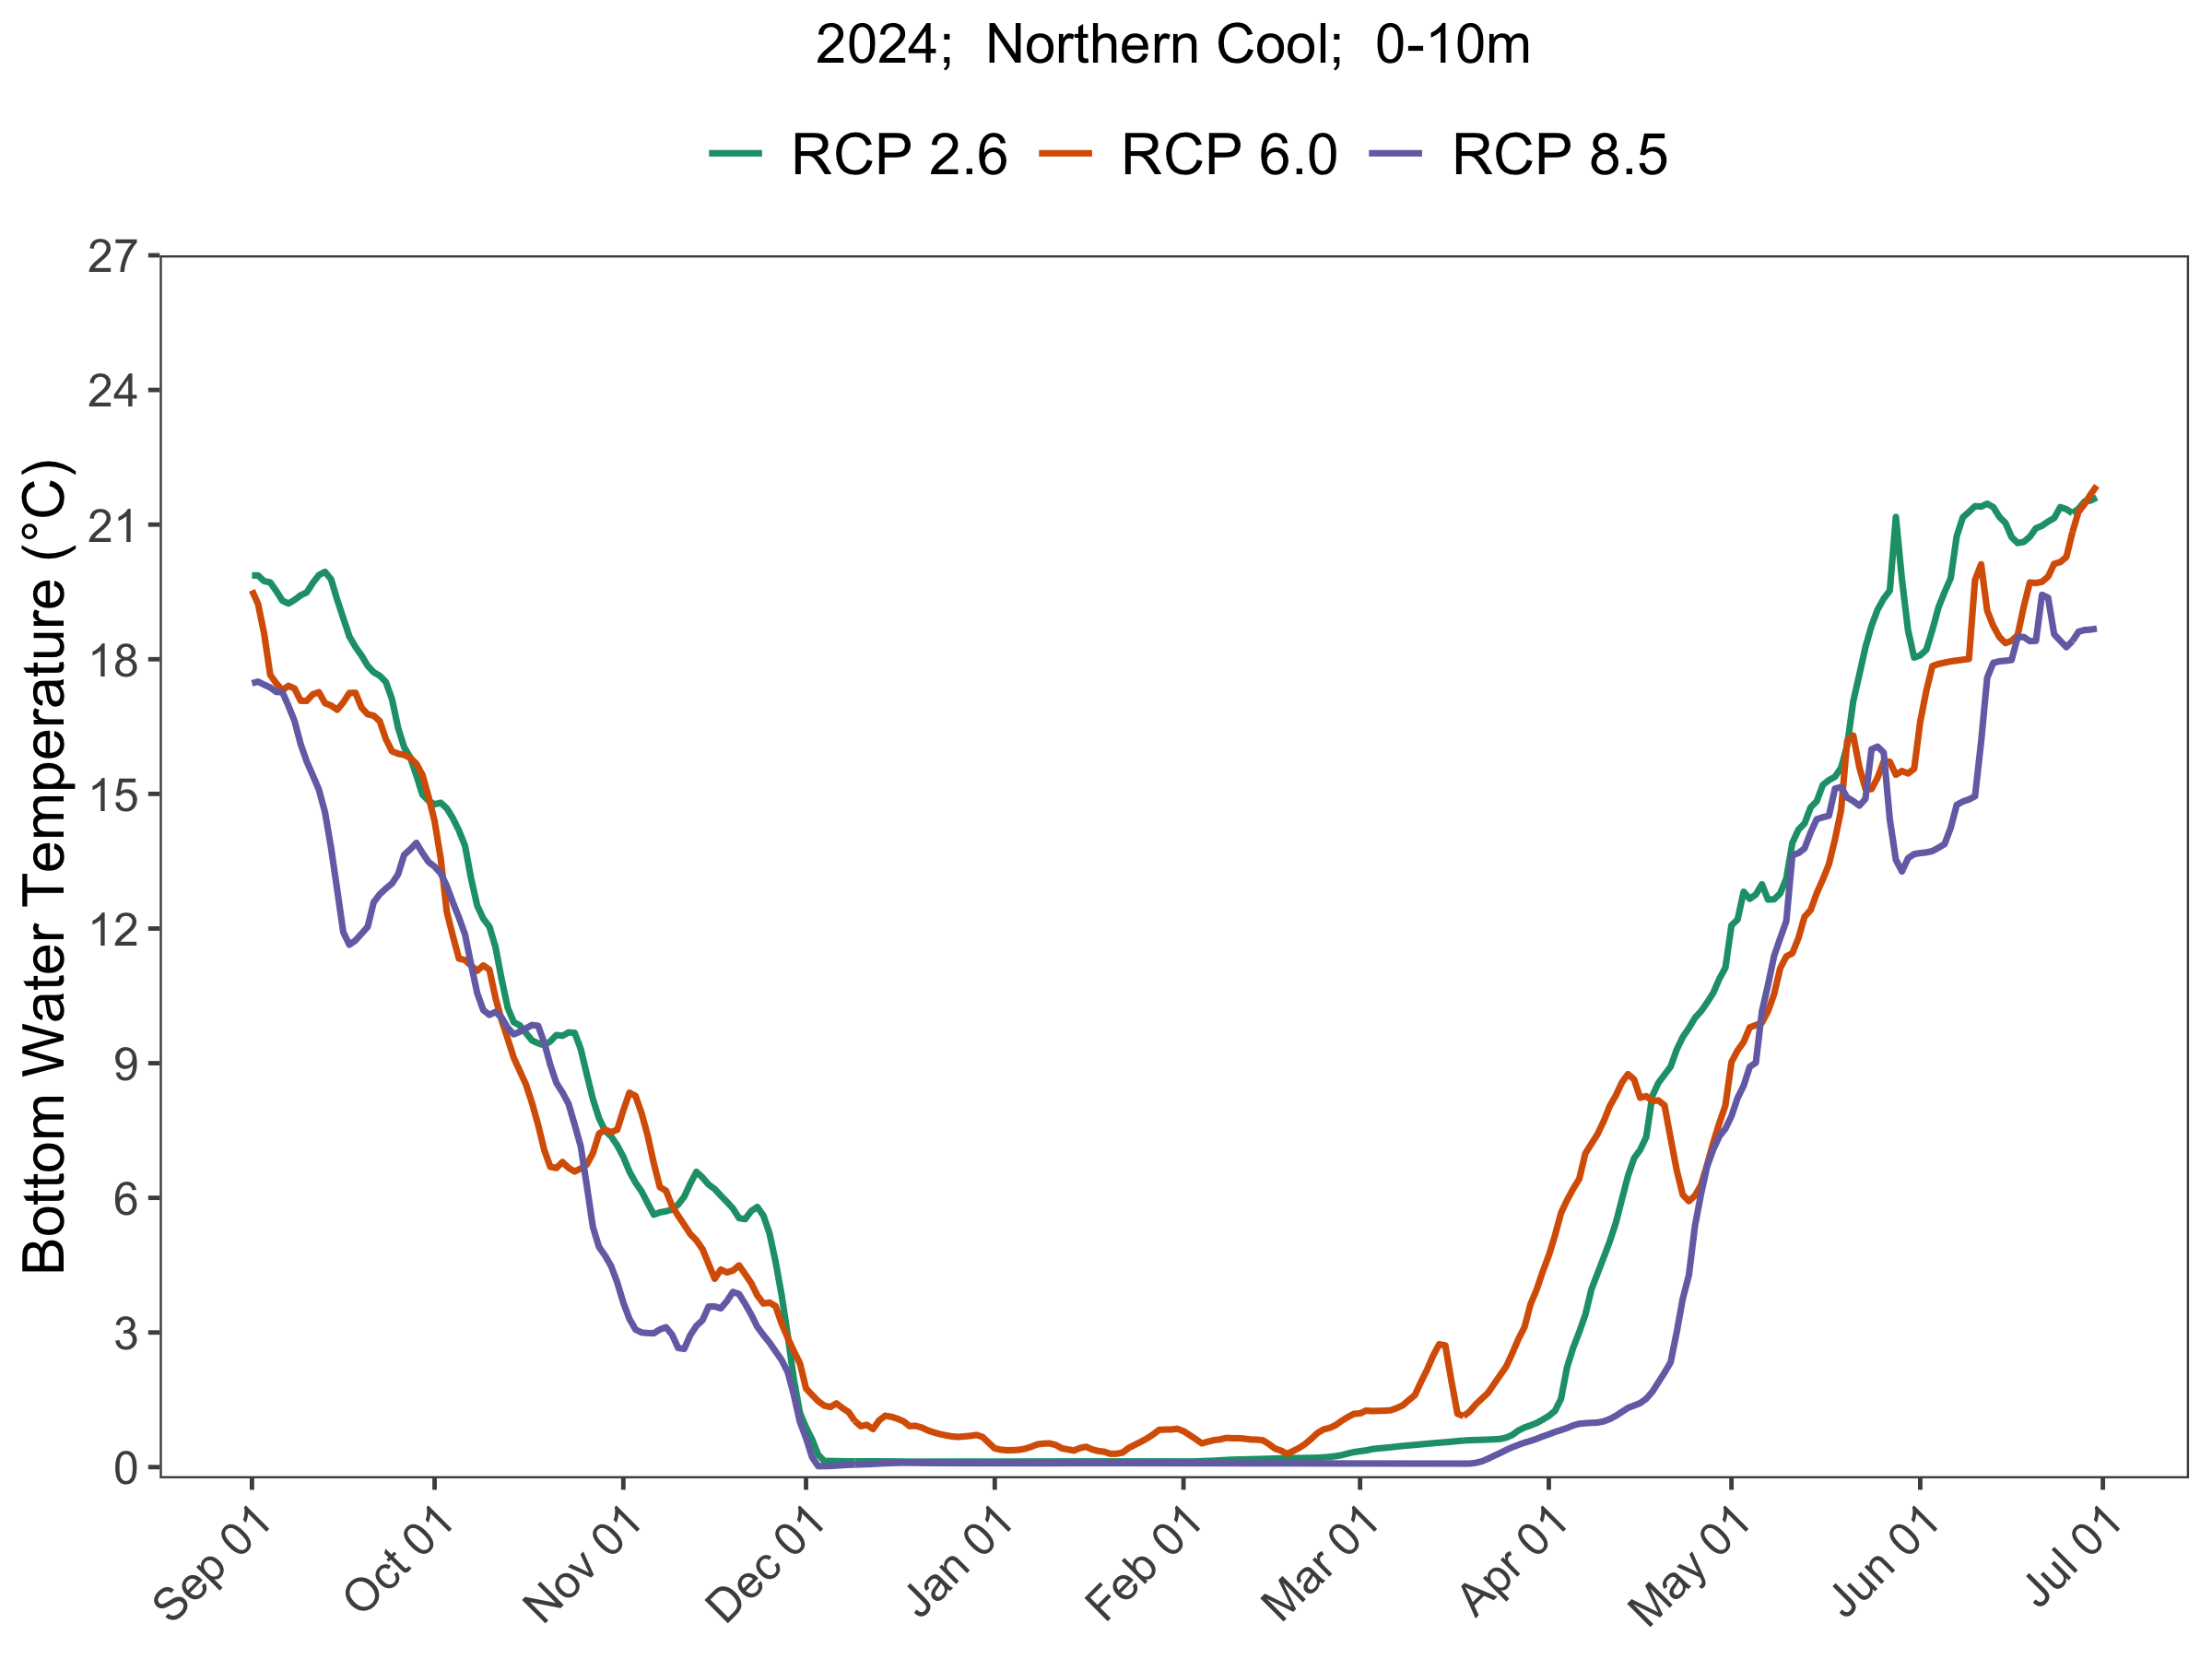 2024;  Northern Cool;  0-10m
RCP 2.6 RCP 6.0 RCP 8.5
Bottom Water Temperature (°C)
27
24
21
18
15
12
9
6
3
0
Sep 01 Oct 01 Nov 01 Dec 01 Jan 01 Feb 01 Mar 01 Apr 01 May 01 Jun 01 Jul 01